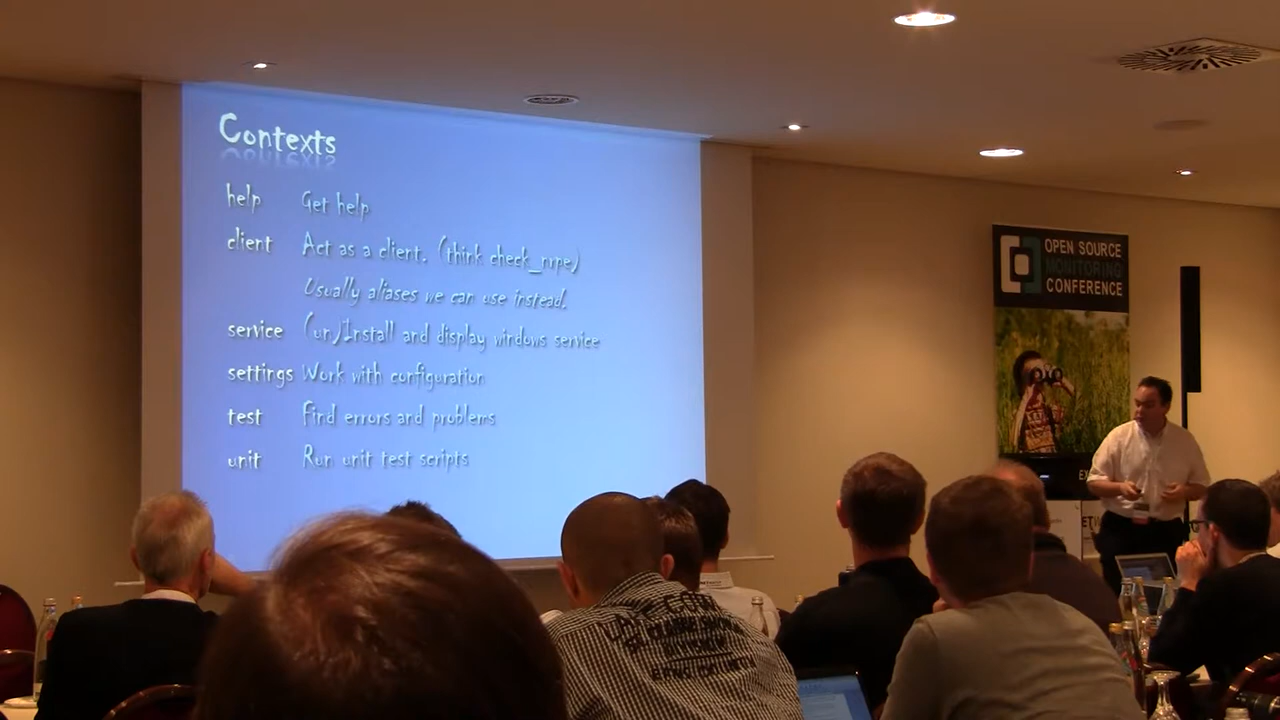 Contexts
help Get help
client Act as a client. (think check_nrpe)
Usually aliases we can use instead.
service (un)Install and display windows service
settings Work with configuration
test Find errors and problems
unit Run unit test scripts
OPEN SOURCE
MONITORING
CONFERENCE